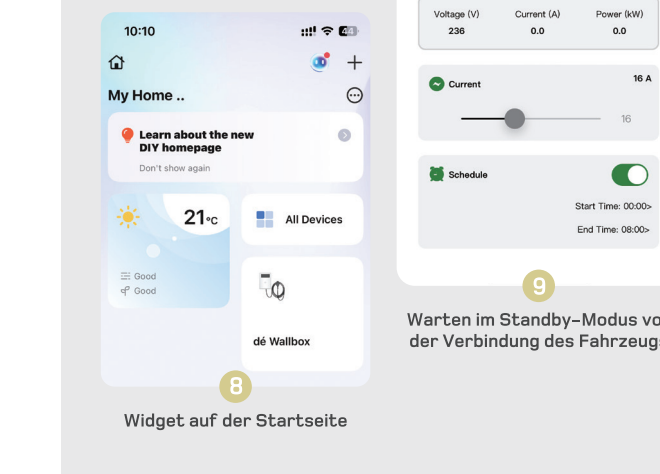 10:10
44
My Home ..
Learn about the new
DIY homepage
Don't show again
21°C
All Devices
Good
Good
dé Wallbox
8
Widget auf der Startseite
Voltage (V) Current (A) Power (kW)
236 0.0 0.0
Current 16 A
16
Schedule
Start Time: 00:00>
End Time: 08:00>
9
Warten im Standby-Modus vo
der Verbindung des Fahrzeugs